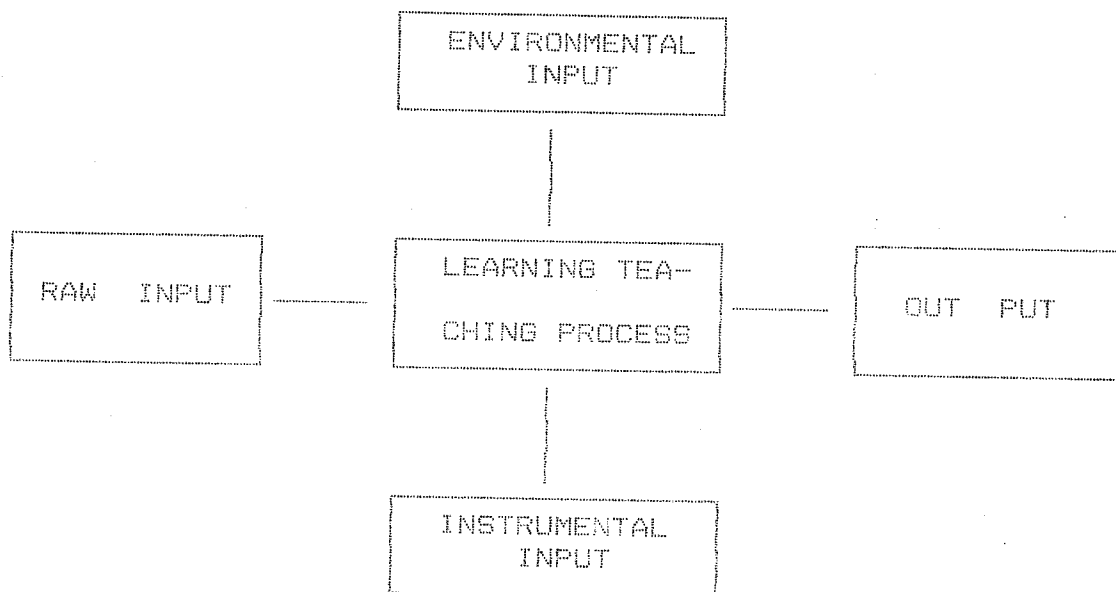 ENVIRONMENTAL
INPUT
RAW INPUT
LEARNING TEA-
CHING PROCESS
OUT PUT
INSTRUMENTAL
INPUT